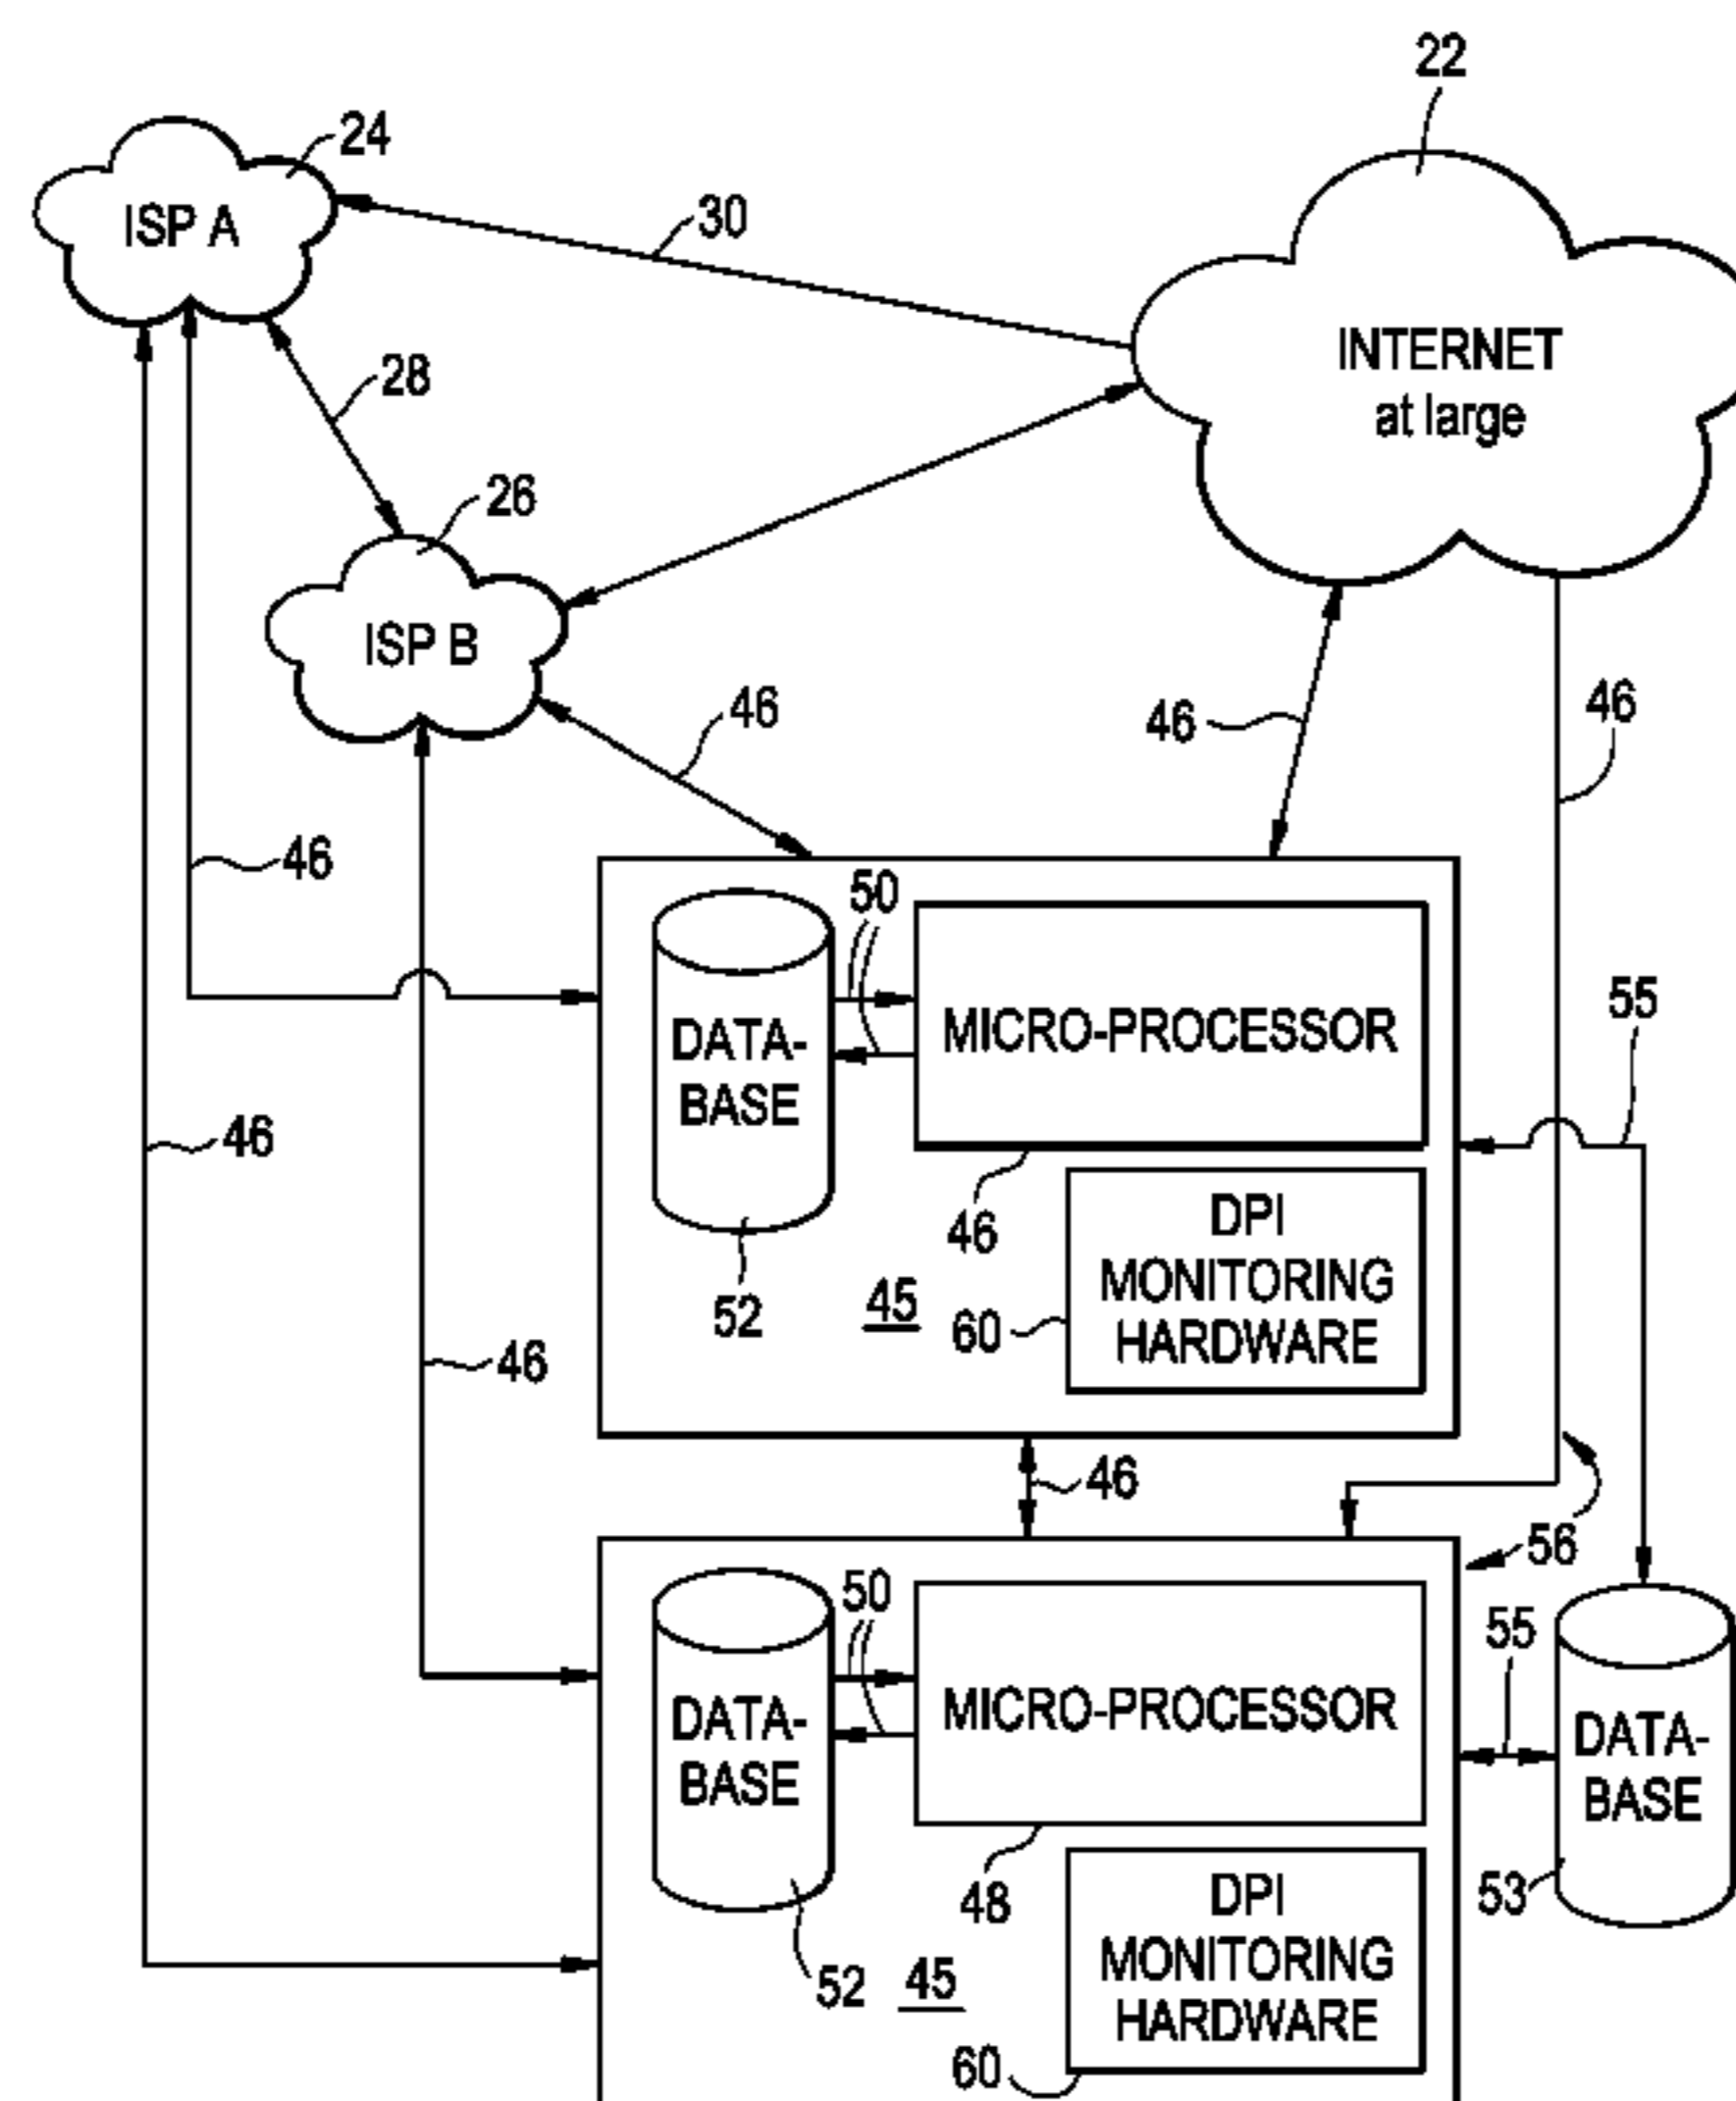 22
24
ISP A
30
INTERNET
at large
28
26
ISP B
46
46
46
46
50
DATA-
BASE
MICRO-PROCESSOR
55
46
46
DPI
MONITORING
HARDWARE
52
45
60
46
46
56
50
DATA-
BASE
MICRO-PROCESSOR
55
DATA-
BASE
48
53
DPI
MONITORING
HARDWARE
52
45
60